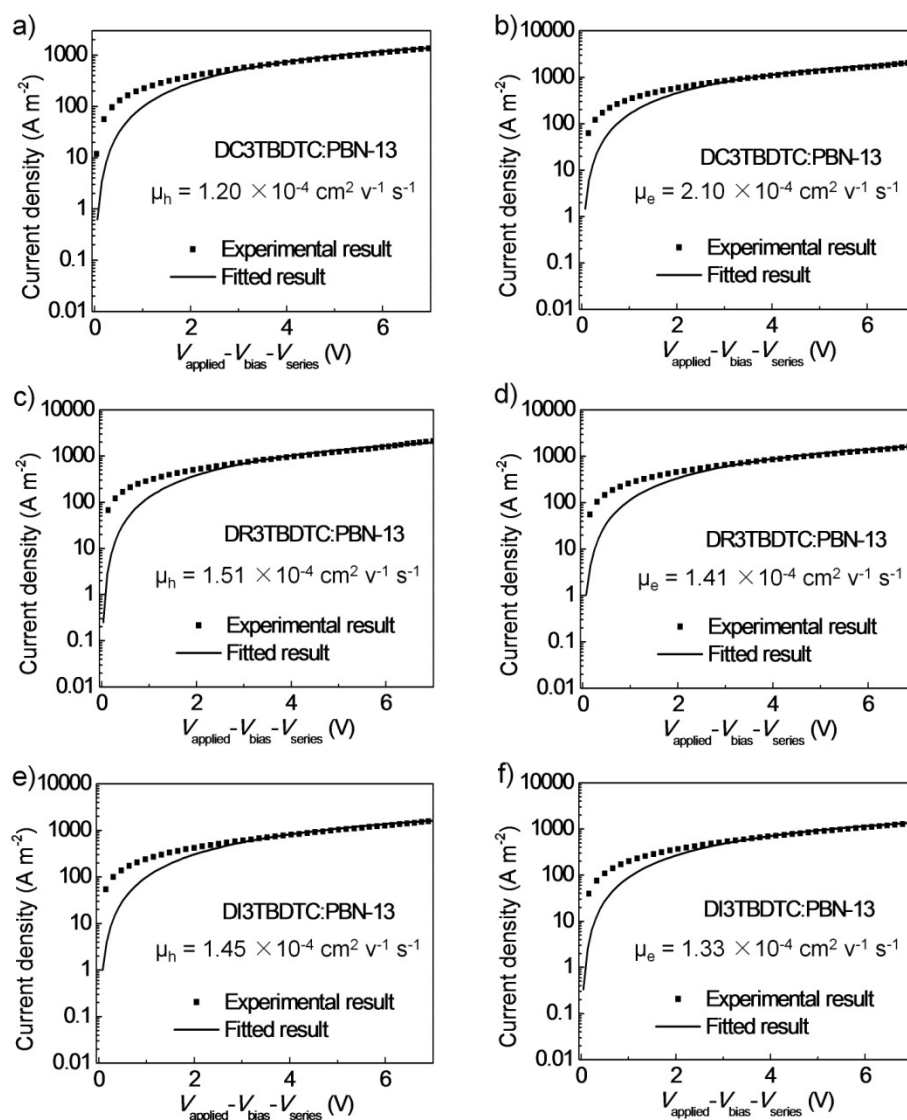 a)
Current density (A m⁻²)
1000
100
10
1
0.1
0.01
DC3TBDTC:PBN-13
μh = 1.20 ×10⁻⁴ cm² v⁻¹ s⁻¹
Experimental result
Fitted result
0 2 4 6
Vapplied-Vbias-Vseries (V)
b)
Current density (A m⁻²)
10000
1000
100
10
1
0.1
0.01
DC3TBDTC:PBN-13
μe = 2.10 ×10⁻⁴ cm² v⁻¹ s⁻¹
Experimental result
Fitted result
0 2 4 6
Vapplied-Vbias-Vseries (V)
c)
Current density (A m⁻²)
10000
1000
100
10
1
0.1
0.01
DR3TBDTC:PBN-13
μh = 1.51 ×10⁻⁴ cm² v⁻¹ s⁻¹
Experimental result
Fitted result
0 2 4 6
Vapplied-Vbias-Vseries (V)
d)
Current density (A m⁻²)
10000
1000
100
10
1
0.1
0.01
DR3TBDTC:PBN-13
μe = 1.41 ×10⁻⁴ cm² v⁻¹ s⁻¹
Experimental result
Fitted result
0 2 4 6
Vapplied-Vbias-Vseries (V)
e)
Current density (A m⁻²)
10000
1000
100
10
1
0.1
0.01
DI3TBDTC:PBN-13
μh = 1.45 ×10⁻⁴ cm² v⁻¹ s⁻¹
Experimental result
Fitted result
0 2 4 6
Vapplied-Vbias-Vseries (V)
f)
Current density (A m⁻²)
10000
1000
100
10
1
0.1
0.01
DI3TBDTC:PBN-13
μe = 1.33 ×10⁻⁴ cm² v⁻¹ s⁻¹
Experimental result
Fitted result
0 2 4 6
Vapplied-Vbias-Vseries (V)